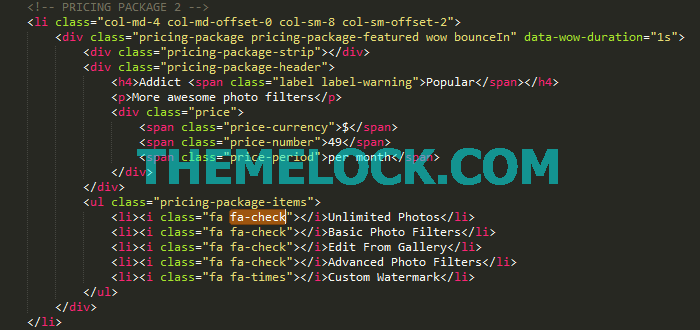 <!-- PRICING PACKAGE 2 -->
<li class="col-md-4 col-md-offset-0 col-sm-8 col-sm-offset-2">
<div class="pricing-package pricing-package-featured wow bounceIn" data-wow-duration="1s">
<div class="pricing-package-strip"></div>
<div class="pricing-package-header">
<h4>Addict <span class="label label-warning">Popular</span></h4>
<p>More awesome photo filters</p>
<div class="price">
<span class="price-currency">$</span>
<span class="price-number">49</span>
<span class="price-period">per month</span>
</div>
THEMELOCK.COM
</div>
<ul class="pricing-package-items">
<li><i class="fa fa-check"></i>Unlimited Photos</li>
<li><i class="fa fa-check"></i>Basic Photo Filters</li>
<li><i class="fa fa-check"></i>Edit From Gallery</li>
<li><i class="fa fa-check"></i>Advanced Photo Filters</li>
<li><i class="fa fa-times"></i>Custom Watermark</li>
</ul>
</div>
</li>